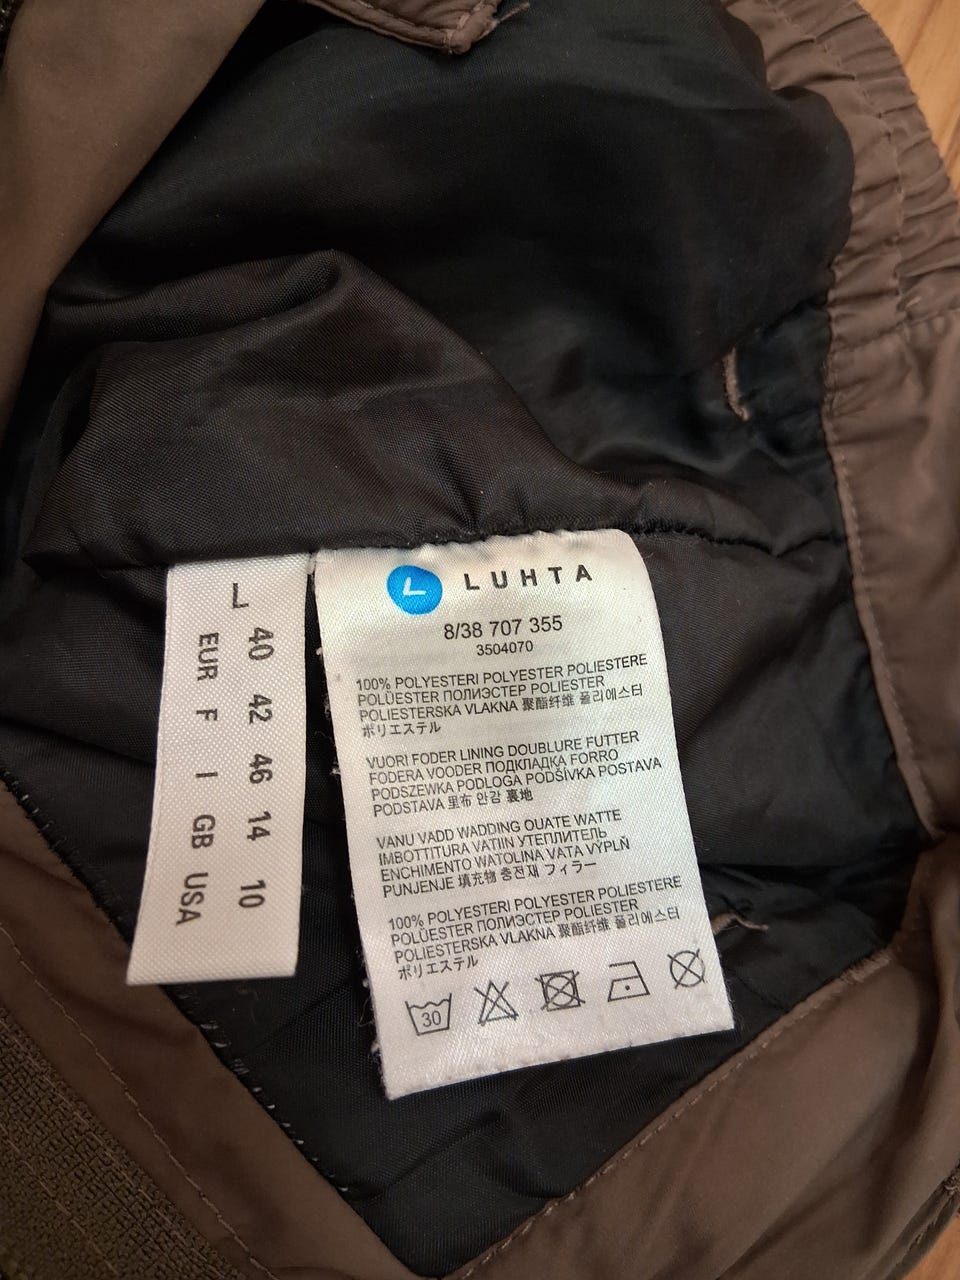 L
40 42 46 14 10
EUR F I GB USA
L LUHTA
8/38 707 355
3504070
100% POLYESTERI POLYESTER POLIESTERE
POLÜESTER ПОЛИЭСТЕР POLIESTER
POLIESTERSKA VLAKNA 聚酯纤维 폴리에스터
ポリエステル
VUORI FODER LINING DOUBLURE FUTTER
FODERA VOODER ПОДКЛАДКА FORRO
PODSZEWKA PODLOGA PODŠÍVKA POSTAVA
PODSTAVA 里布 안감 裏地
VANU VADD WADDING OUATE WATTE
IMBOTTITURA VATIIN УТЕПЛИТЕЛЬ
ENCHIMENTO WATOLINA VATA VÝPLŇ
PUNJENJE 填充物 충전재 フィラー
100% POLYESTERI POLYESTER POLIESTERE
POLÜESTER ПОЛИЭСТЕР POLIESTER
POLIESTERSKA VLAKNA 聚酯纤维 폴리에스터
ポリエステル
30